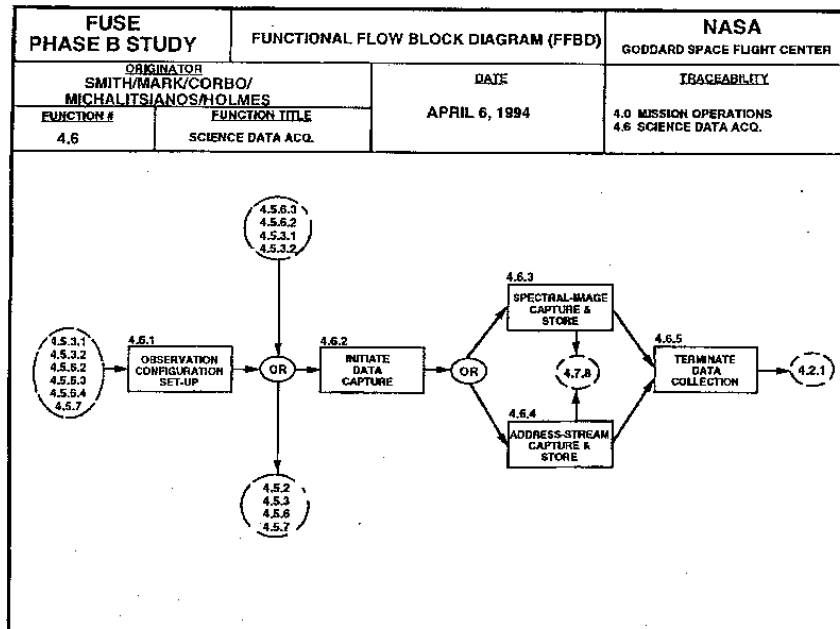 FUSE
PHASE B STUDY
FUNCTIONAL FLOW BLOCK DIAGRAM (FFBD)
NASA
GODDARD SPACE FLIGHT CENTER
ORIGINATOR
SMITH/MARK/CORBO/
MICHALITSIANOS/HOLMES
DATE
APRIL 6, 1994
TRACEABILITY
4.0 MISSION OPERATIONS
4.6 SCIENCE DATA ACQ.
FUNCTION #
4.6
FUNCTION TITLE
SCIENCE DATA ACQ.
4.5.6.3
4.5.6.2
4.5.3.1
4.5.3.2
4.5.3.1
4.5.3.2
4.5.6.2
4.5.6.3
4.5.6.4
4.5.7
4.6.1
OBSERVATION
CONFIGURATION
SET-UP
OR
4.6.2
INITIATE
DATA
CAPTURE
OR
4.6.3
SPECTRAL-IMAGE
CAPTURE &
STORE
4.7.8
4.6.4
ADDRESS-STREAM
CAPTURE &
STORE
4.6.5
TERMINATE
DATA
COLLECTION
4.2.1
4.5.2
4.5.3
4.5.6
4.5.7